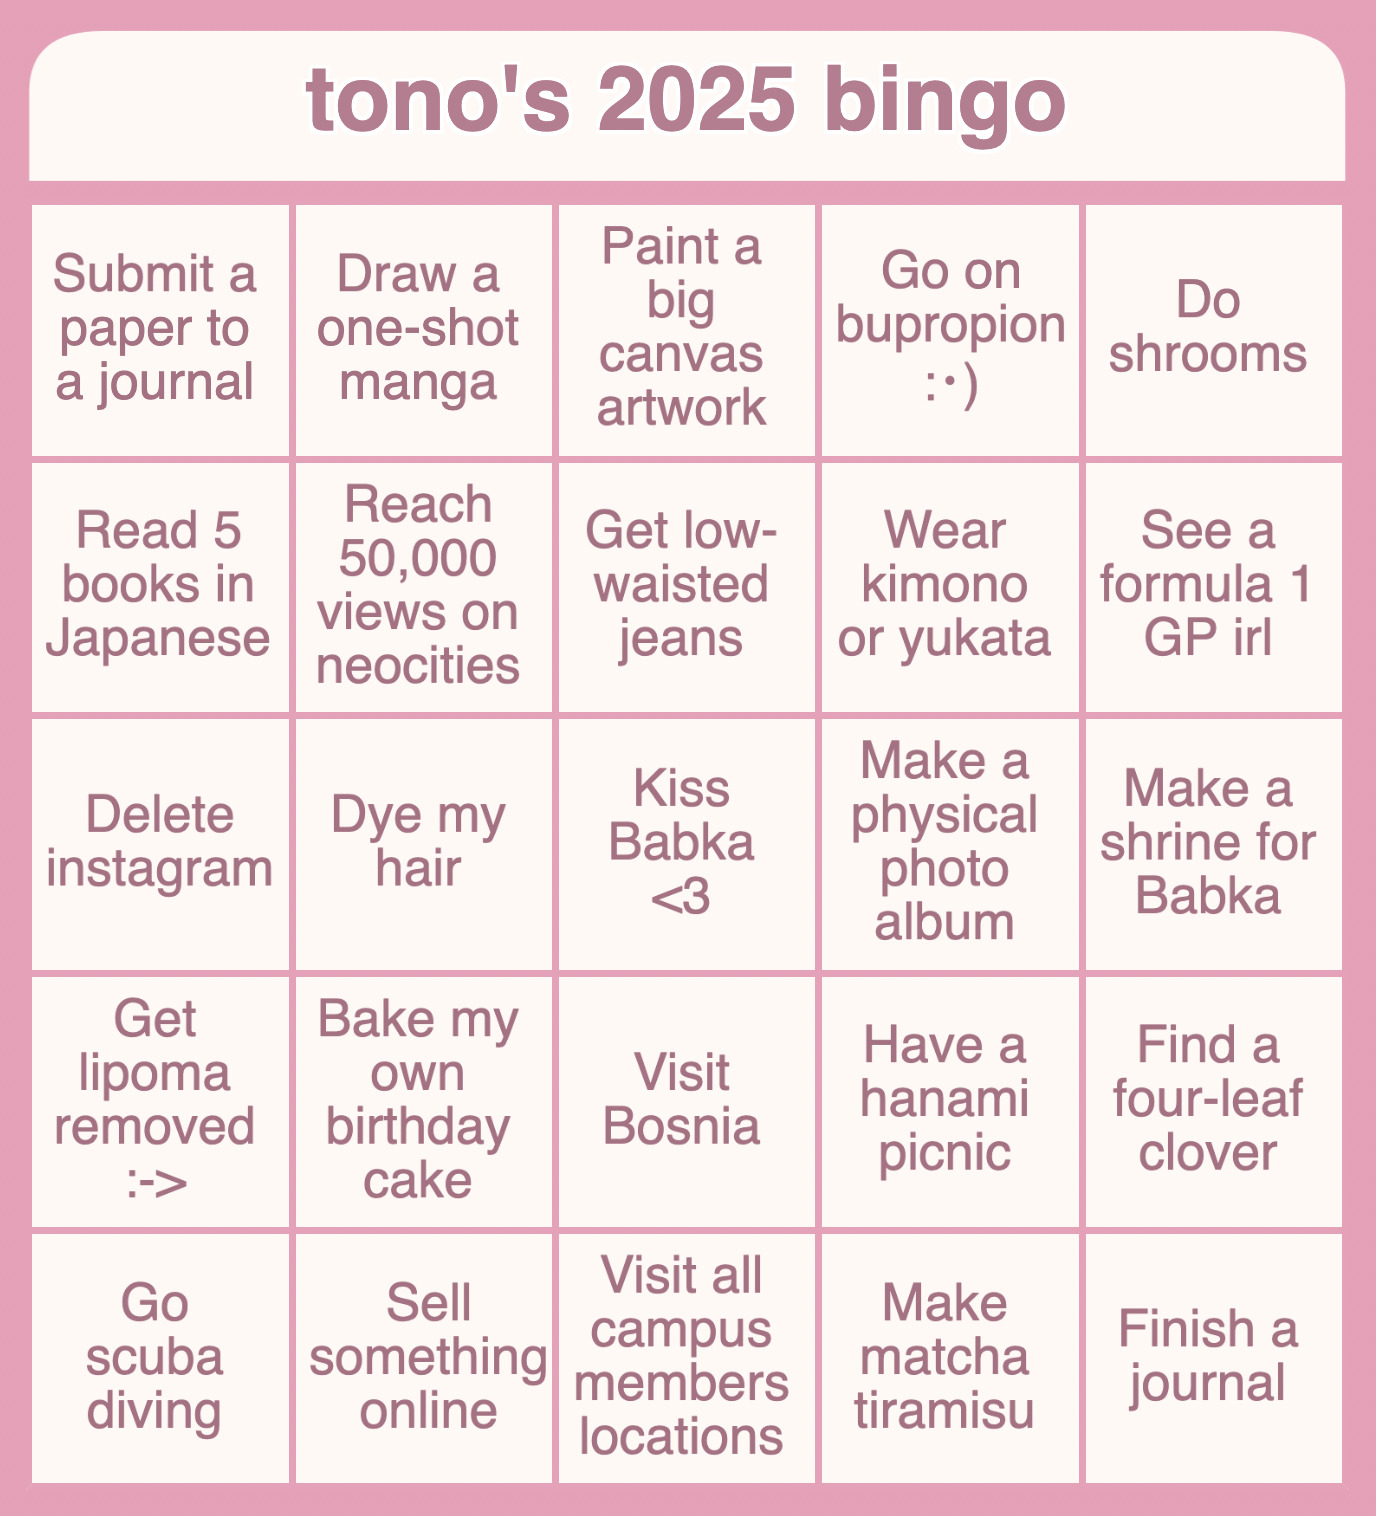 tono's 2025 bingo
Submit a
paper to
a journal
Draw a
one-shot
manga
Paint a
big
canvas
artwork
Go on
bupropion
:･)
Do
shrooms
Read 5
books in
Japanese
Reach
50,000
views on
neocities
Get low-
waisted
jeans
Wear
kimono
or yukata
See a
formula 1
GP irl
Delete
instagram
Dye my
hair
Kiss
Babka
<3
Make a
physical
photo
album
Make a
shrine for
Babka
Get
lipoma
removed
:->
Bake my
own
birthday
cake
Visit
Bosnia
Have a
hanami
picnic
Find a
four-leaf
clover
Go
scuba
diving
Sell
something
online
Visit all
campus
members
locations
Make
matcha
tiramisu
Finish a
journal